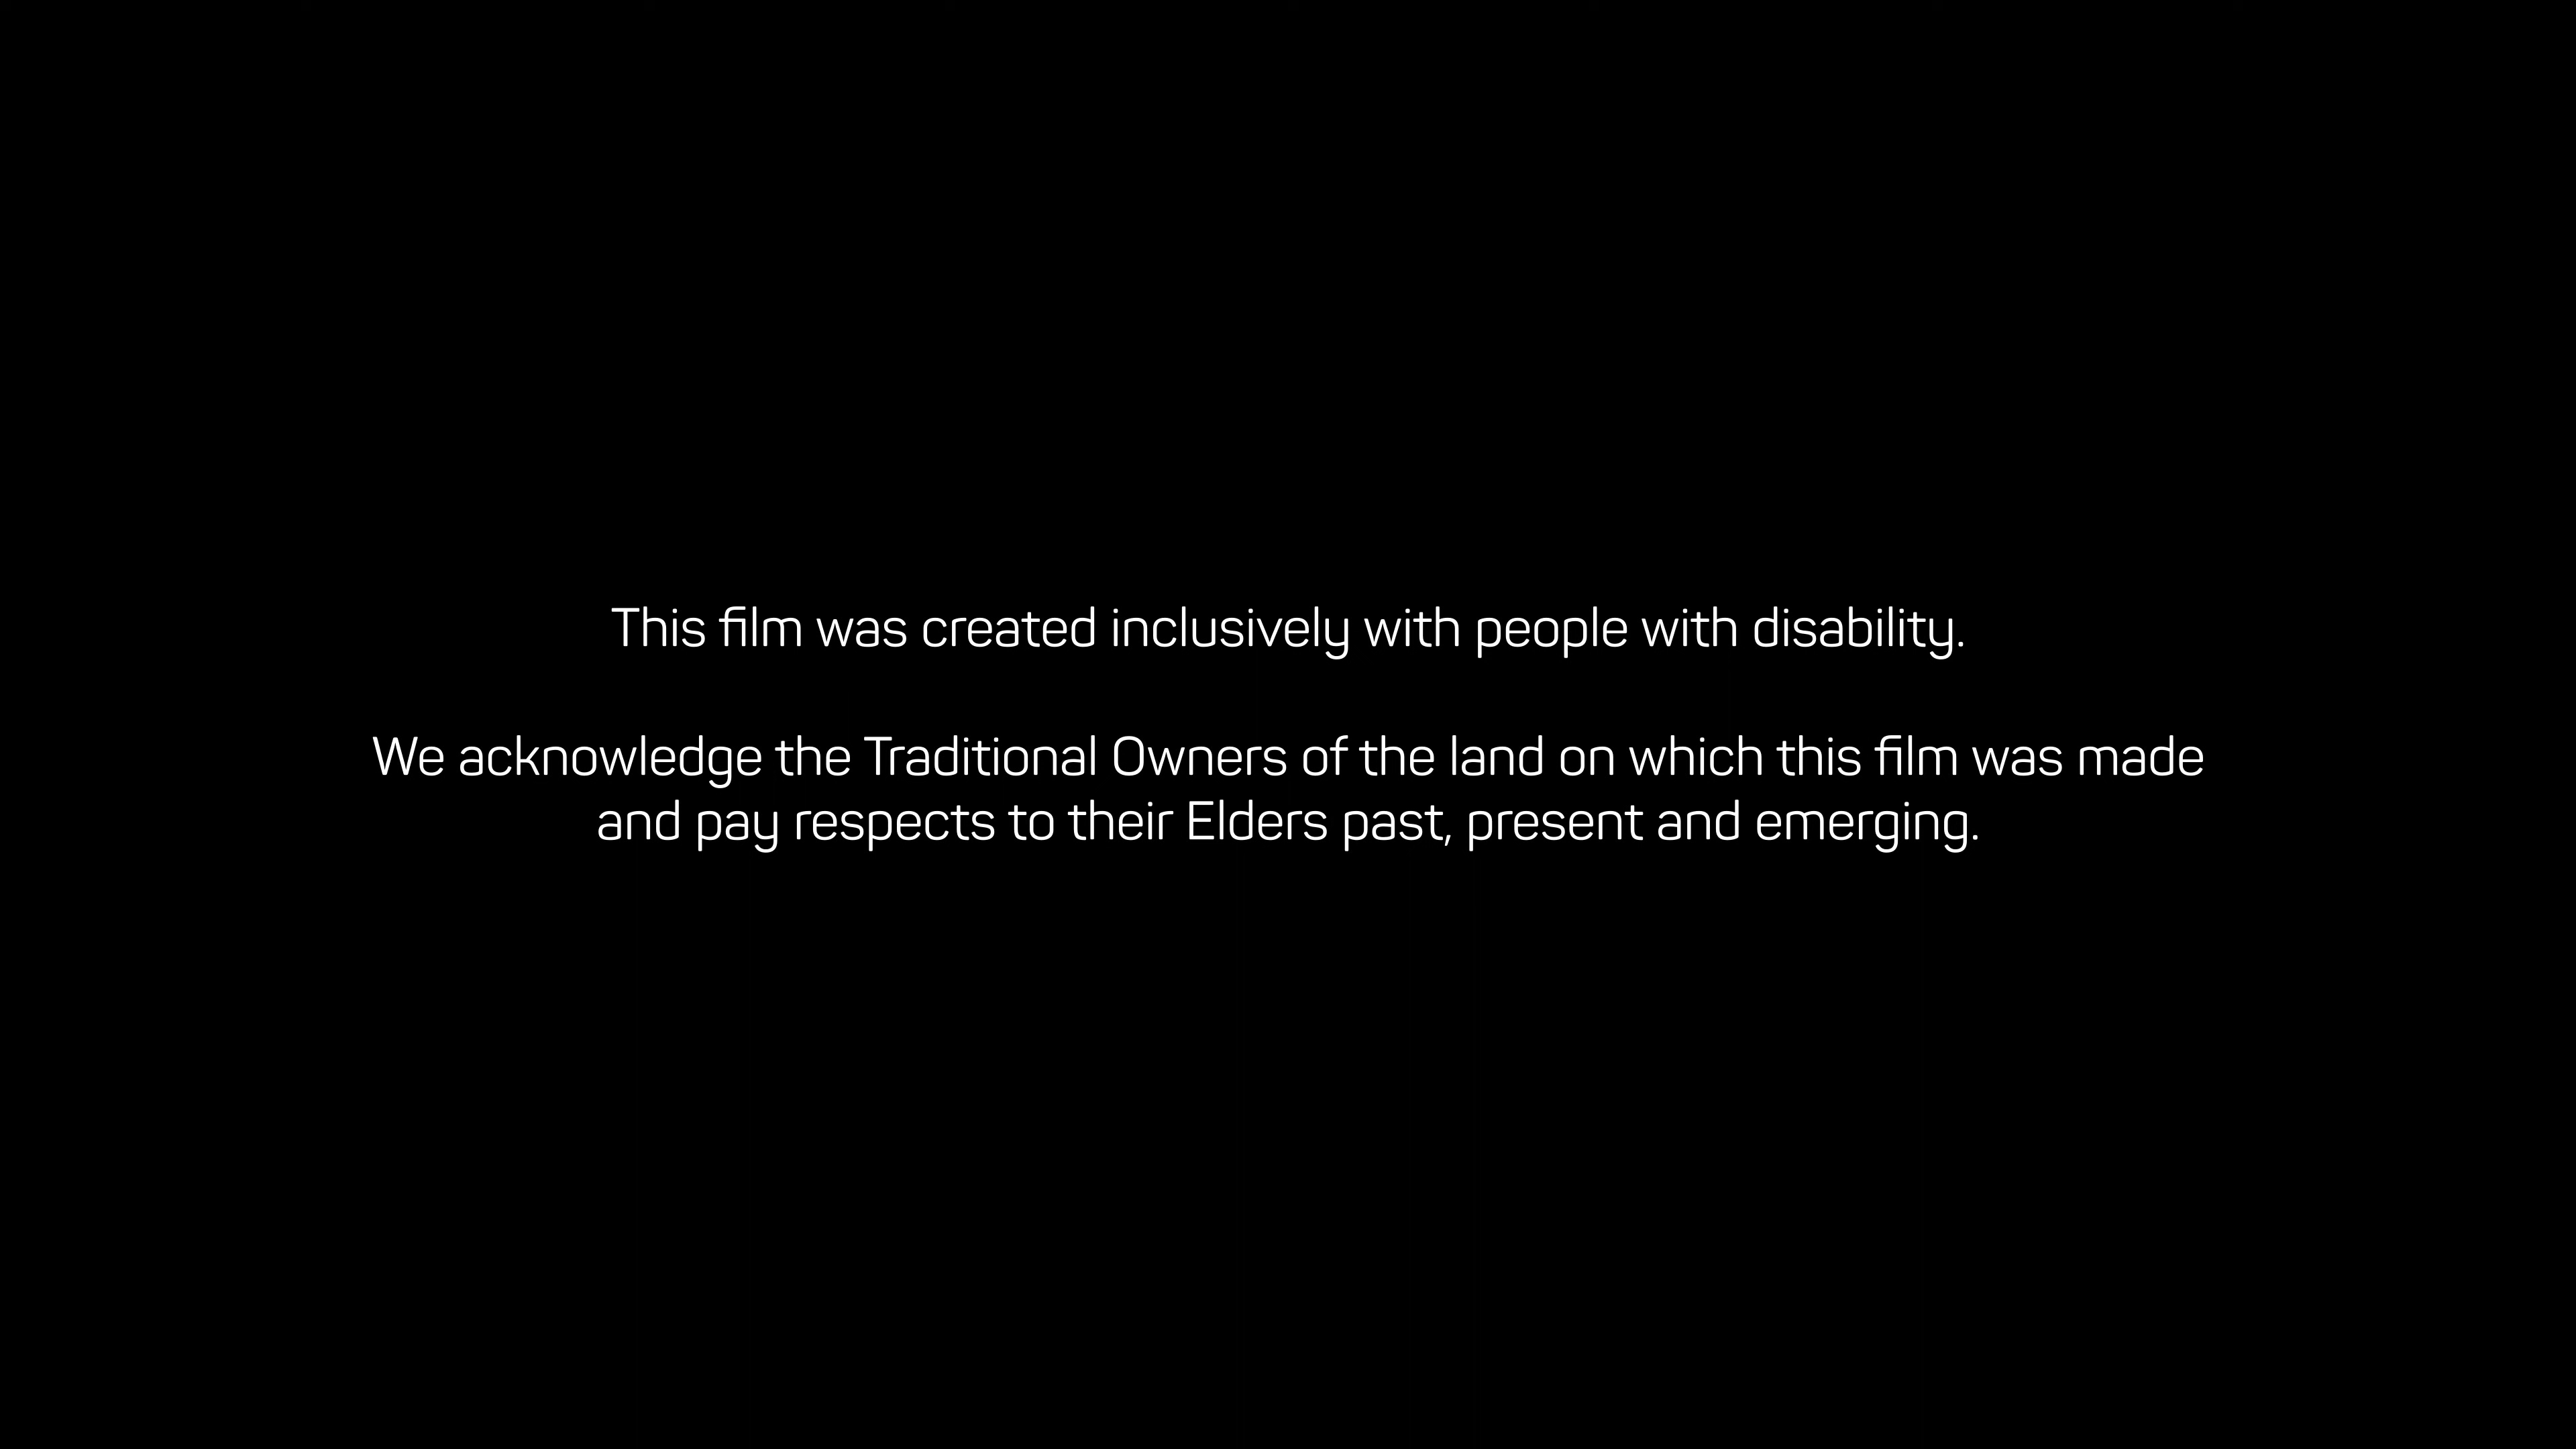 This film was created inclusively with people with disability.
We acknowledge the Traditional Owners of the land on which this film was made
and pay respects to their Elders past, present and emerging.